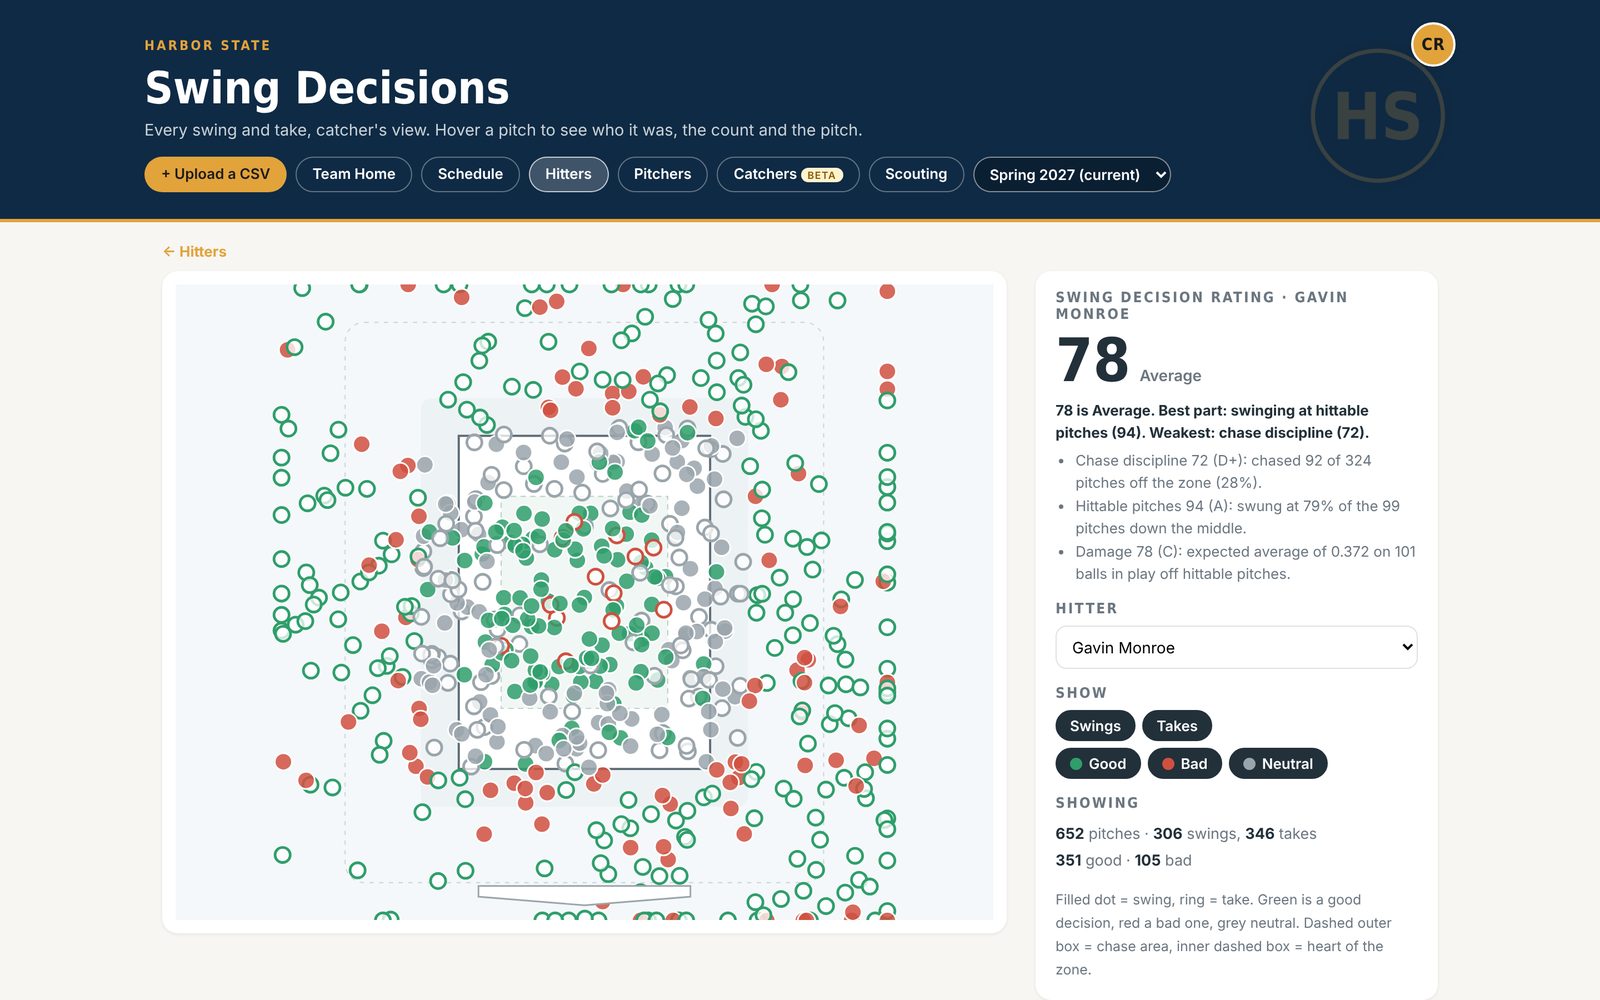 HARBOR STATE
CR
HS
Swing Decisions
Every swing and take, catcher's view. Hover a pitch to see who it was, the count and the pitch.
+ Upload a CSV
Team Home
Schedule
Hitters
Pitchers
Catchers BETA
Scouting
Spring 2027 (current)
← Hitters
SWING DECISION RATING · GAVIN
MONROE
78 Average
78 is Average. Best part: swinging at hittable
pitches (94). Weakest: chase discipline (72).
• Chase discipline 72 (D+): chased 92 of 324
pitches off the zone (28%).
• Hittable pitches 94 (A): swung at 79% of the 99
pitches down the middle.
• Damage 78 (C): expected average of 0.372 on 101
balls in play off hittable pitches.
HITTER
Gavin Monroe
SHOW
Swings
Takes
Good
Bad
Neutral
SHOWING
652 pitches · 306 swings, 346 takes
351 good · 105 bad
Filled dot = swing, ring = take. Green is a good
decision, red a bad one, grey neutral. Dashed outer
box = chase area, inner dashed box = heart of the
zone.